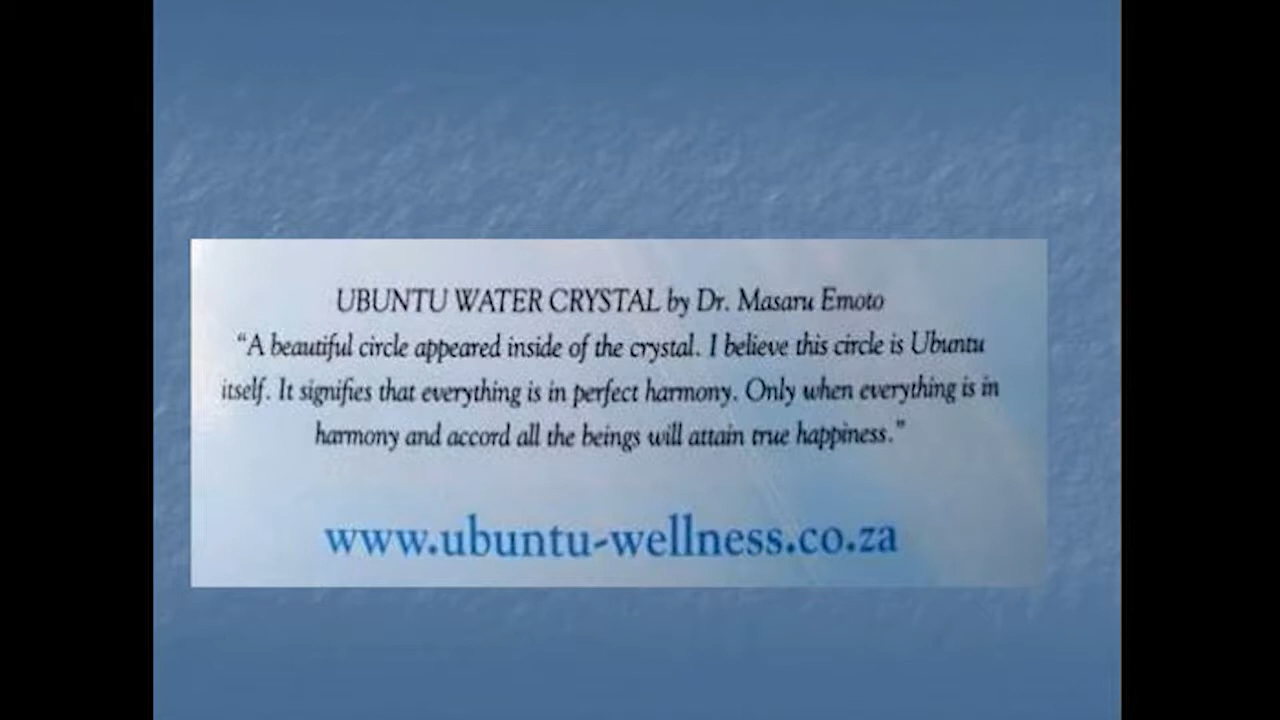 UBUNTU WATER CRYSTAL by Dr. Masaru Emoto
“A beautiful circle appeared inside of the crystal. I believe this circle is Ubuntu
itself. It signifies that everything is in perfect harmony. Only when everything is in
harmony and accord all the beings will attain true happiness.”
www.ubuntu-wellness.co.za